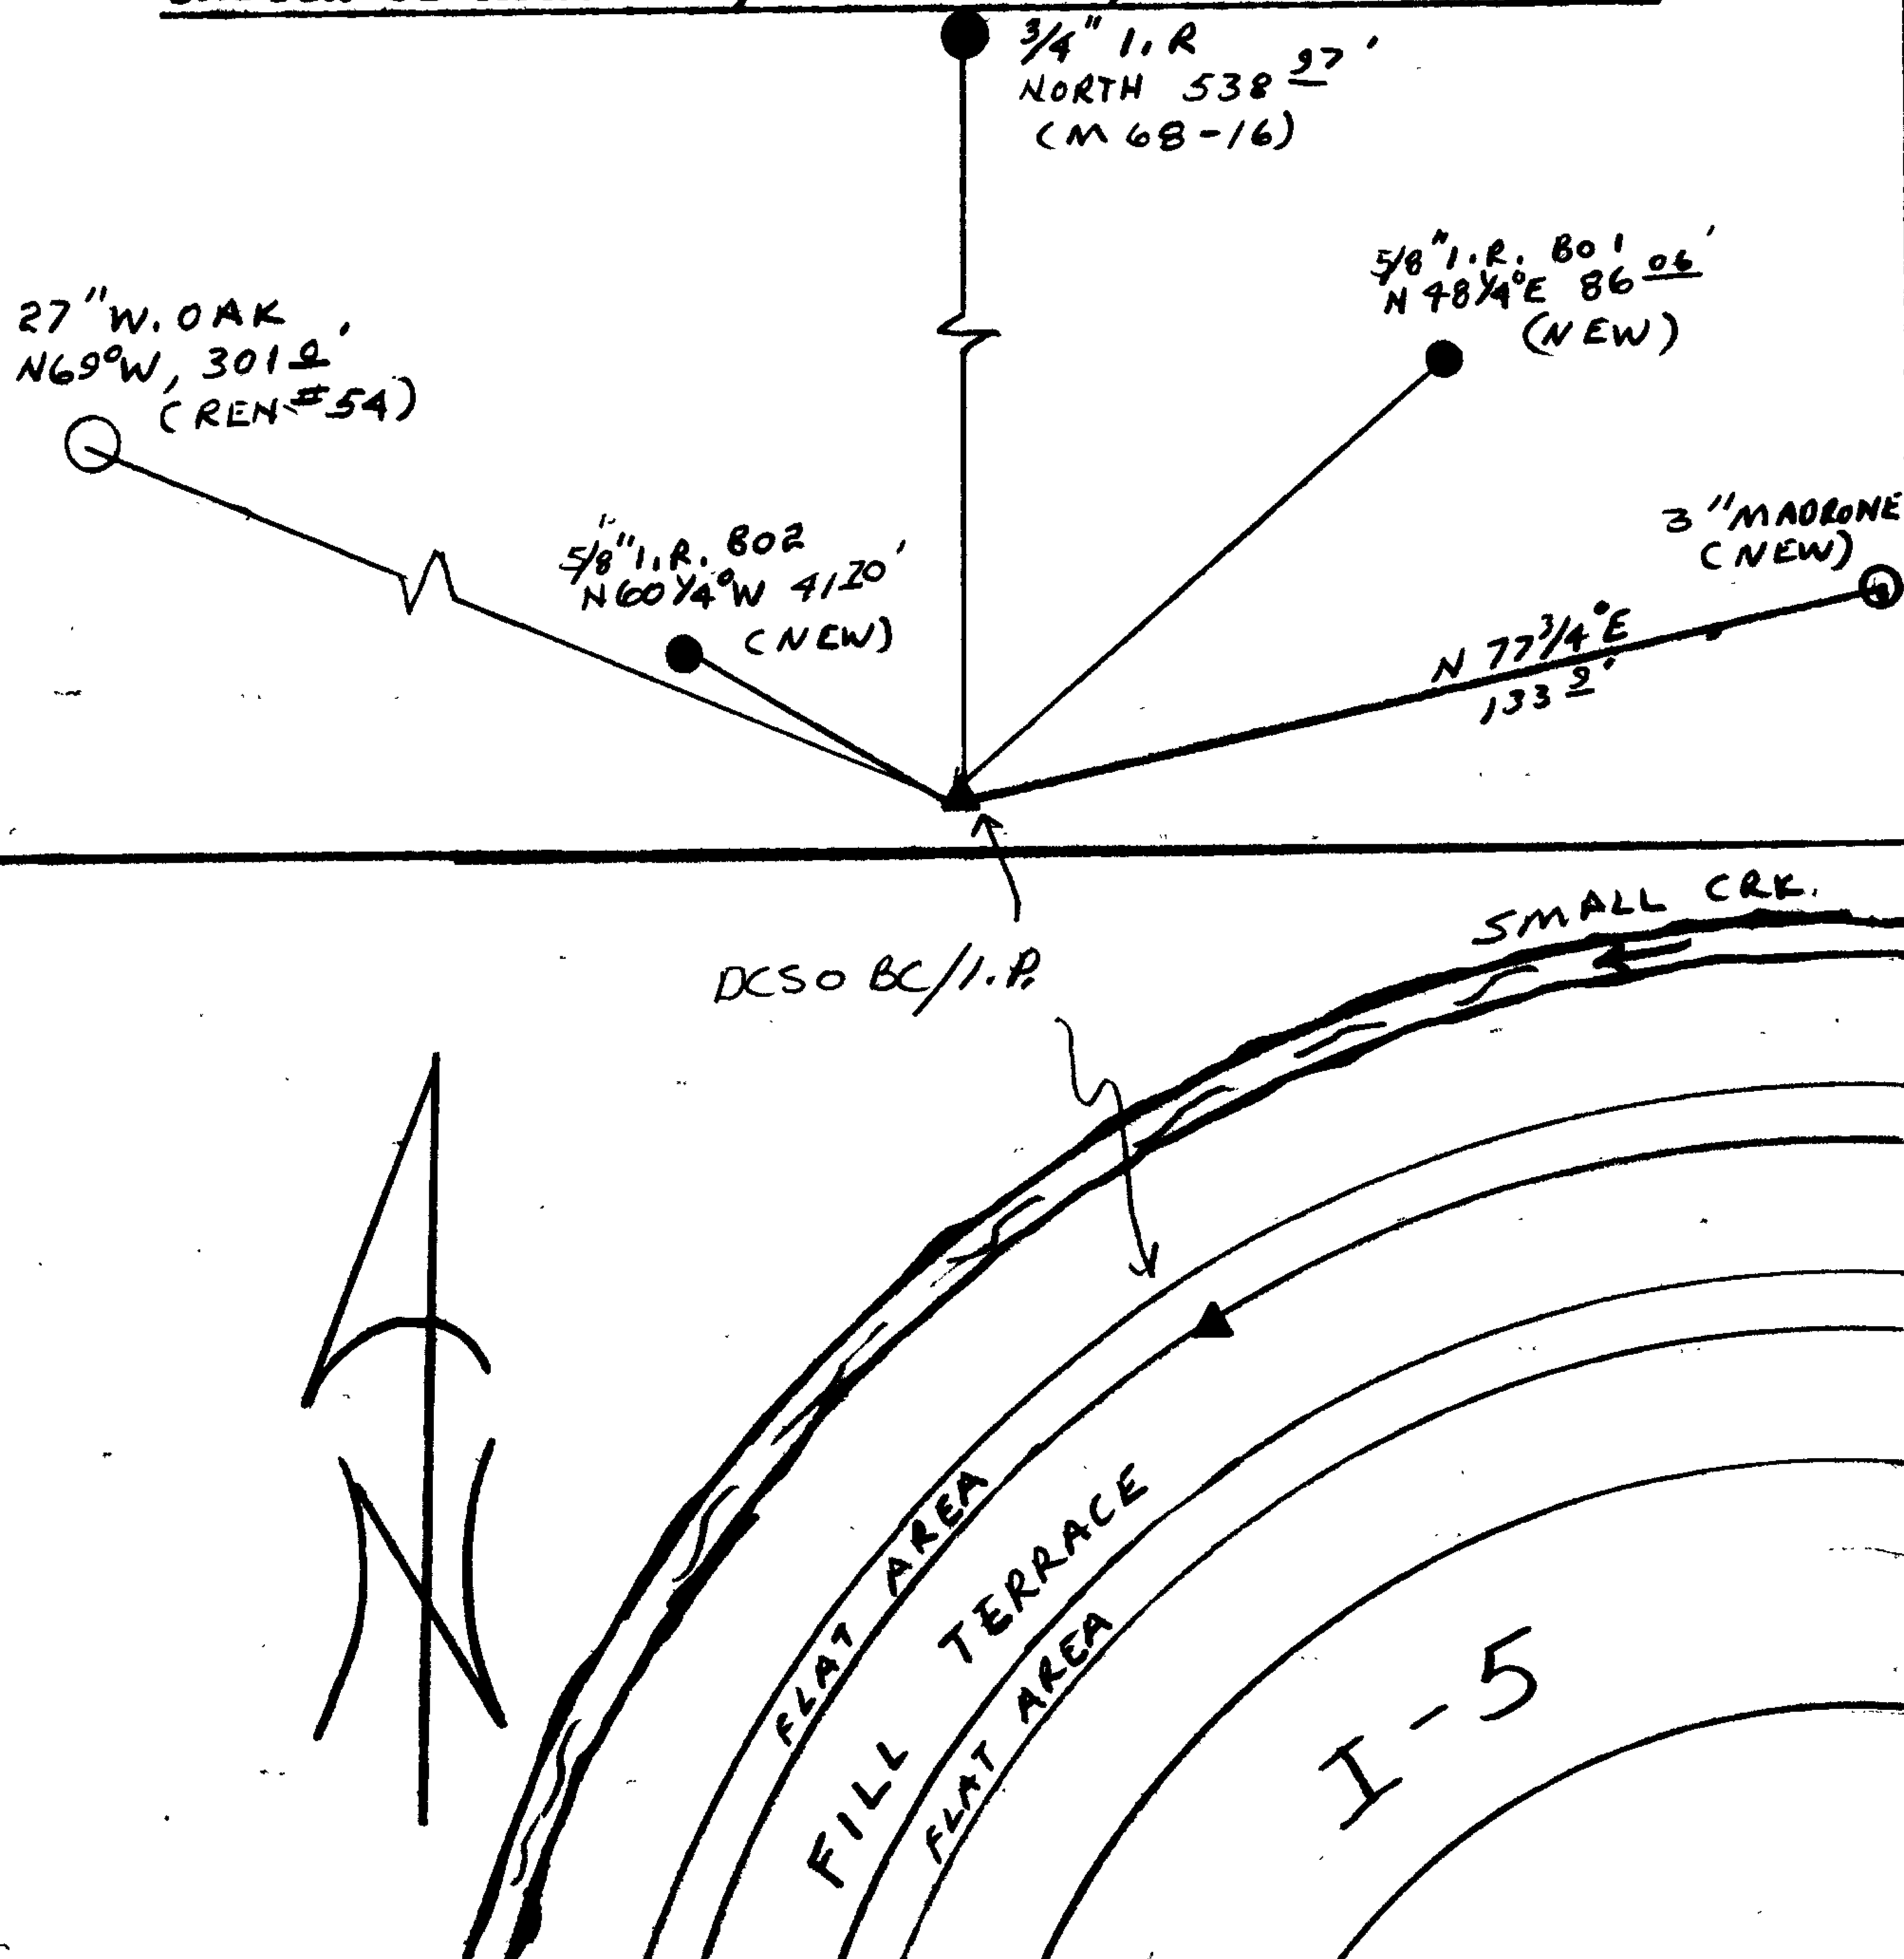 3/4" I.R
NORTH 538 97'
(M 68-16)
5/8" I.R. 801
N 48 1/4° E 86 06'
(NEW)
27" W. OAK
N69°W, 301 0'
(REN #54)
3" MADRONE
(NEW)
5/8" I.R. 802
N60 1/4°W 41 20'
(NEW)
N 77 3/4° E
133 9'
SMALL CRK.
DCSO BC/I.P.
N
FLAT AREA
FILL TERRACE
FLAT AREA
I-5